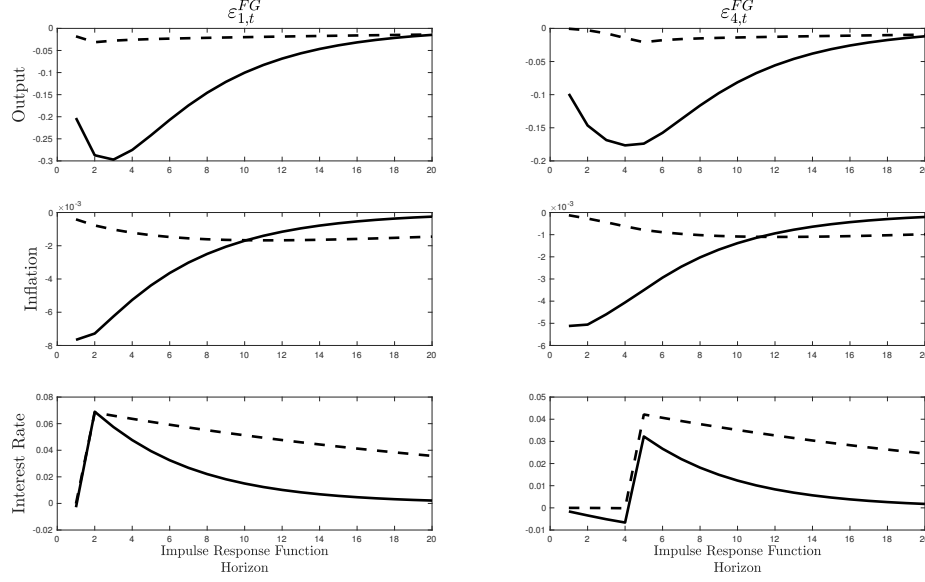 ε^{FG}_{1,t}
ε^{FG}_{4,t}
Output
0
-0.05
-0.1
-0.15
-0.2
-0.25
-0.3
0 2 4 6 8 10 12 14 16 18 20
0
-0.05
-0.1
-0.15
-0.2
0 2 4 6 8 10 12 14 16 18 20
Inflation
×10⁻³
0
-2
-4
-6
-8
0 2 4 6 8 10 12 14 16 18 20
×10⁻³
0
-1
-2
-3
-4
-5
-6
0 2 4 6 8 10 12 14 16 18 20
Interest Rate
0.08
0.06
0.04
0.02
0
-0.02
0 2 4 6 8 10 12 14 16 18 20
Impulse Response Function
Horizon
0.05
0.04
0.03
0.02
0.01
0
-0.01
0 2 4 6 8 10 12 14 16 18 20
Impulse Response Function
Horizon